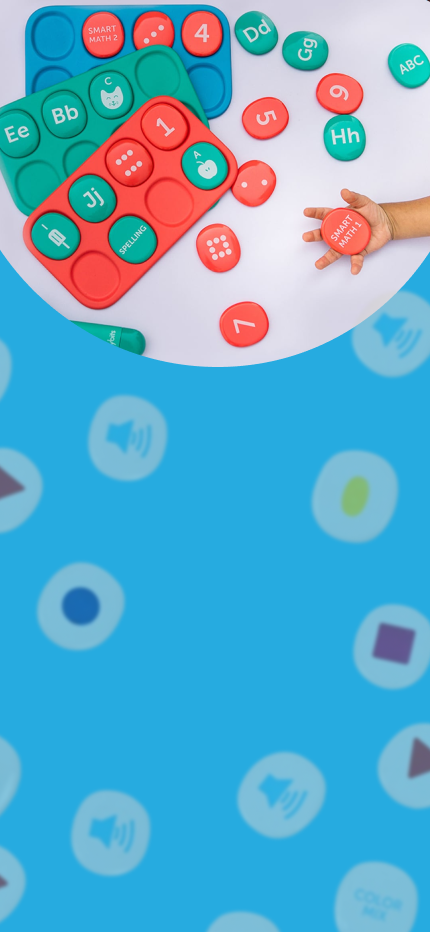 SMART
MATH 2
4
Dd
Gg
ABC
C
Bb
Ee
6
5
Hh
1
A
Jj
I
SPELLING
SMART
MATH 1
7
COLOR
MIX